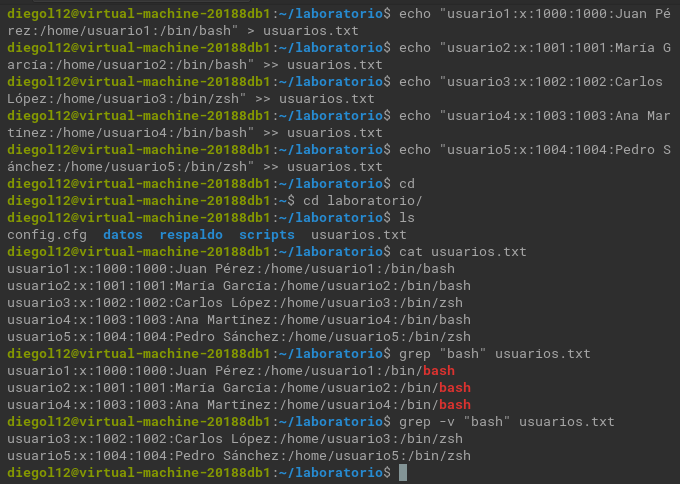 diegol12@virtual-machine-20188db1:~/laboratorio$ echo "usuario1:x:1000:1000:Juan Pé
rez:/home/usuario1:/bin/bash" > usuarios.txt
diegol12@virtual-machine-20188db1:~/laboratorio$ echo "usuario2:x:1001:1001:María G
arcía:/home/usuario2:/bin/bash" >> usuarios.txt
diegol12@virtual-machine-20188db1:~/laboratorio$ echo "usuario3:x:1002:1002:Carlos 
López:/home/usuario3:/bin/zsh" >> usuarios.txt
diegol12@virtual-machine-20188db1:~/laboratorio$ echo "usuario4:x:1003:1003:Ana Mar
tínez:/home/usuario4:/bin/bash" >> usuarios.txt
diegol12@virtual-machine-20188db1:~/laboratorio$ echo "usuario5:x:1004:1004:Pedro S
ánchez:/home/usuario5:/bin/zsh" >> usuarios.txt
diegol12@virtual-machine-20188db1:~/laboratorio$ cd
diegol12@virtual-machine-20188db1:~$ cd laboratorio/
diegol12@virtual-machine-20188db1:~/laboratorio$ ls
config.cfg  datos  respaldo  scripts  usuarios.txt
diegol12@virtual-machine-20188db1:~/laboratorio$ cat usuarios.txt
usuario1:x:1000:1000:Juan Pérez:/home/usuario1:/bin/bash
usuario2:x:1001:1001:María García:/home/usuario2:/bin/bash
usuario3:x:1002:1002:Carlos López:/home/usuario3:/bin/zsh
usuario4:x:1003:1003:Ana Martínez:/home/usuario4:/bin/bash
usuario5:x:1004:1004:Pedro Sánchez:/home/usuario5:/bin/zsh
diegol12@virtual-machine-20188db1:~/laboratorio$ grep "bash" usuarios.txt
usuario1:x:1000:1000:Juan Pérez:/home/usuario1:/bin/bash
usuario2:x:1001:1001:María García:/home/usuario2:/bin/bash
usuario4:x:1003:1003:Ana Martínez:/home/usuario4:/bin/bash
diegol12@virtual-machine-20188db1:~/laboratorio$ grep -v "bash" usuarios.txt
usuario3:x:1002:1002:Carlos López:/home/usuario3:/bin/zsh
usuario5:x:1004:1004:Pedro Sánchez:/home/usuario5:/bin/zsh
diegol12@virtual-machine-20188db1:~/laboratorio$